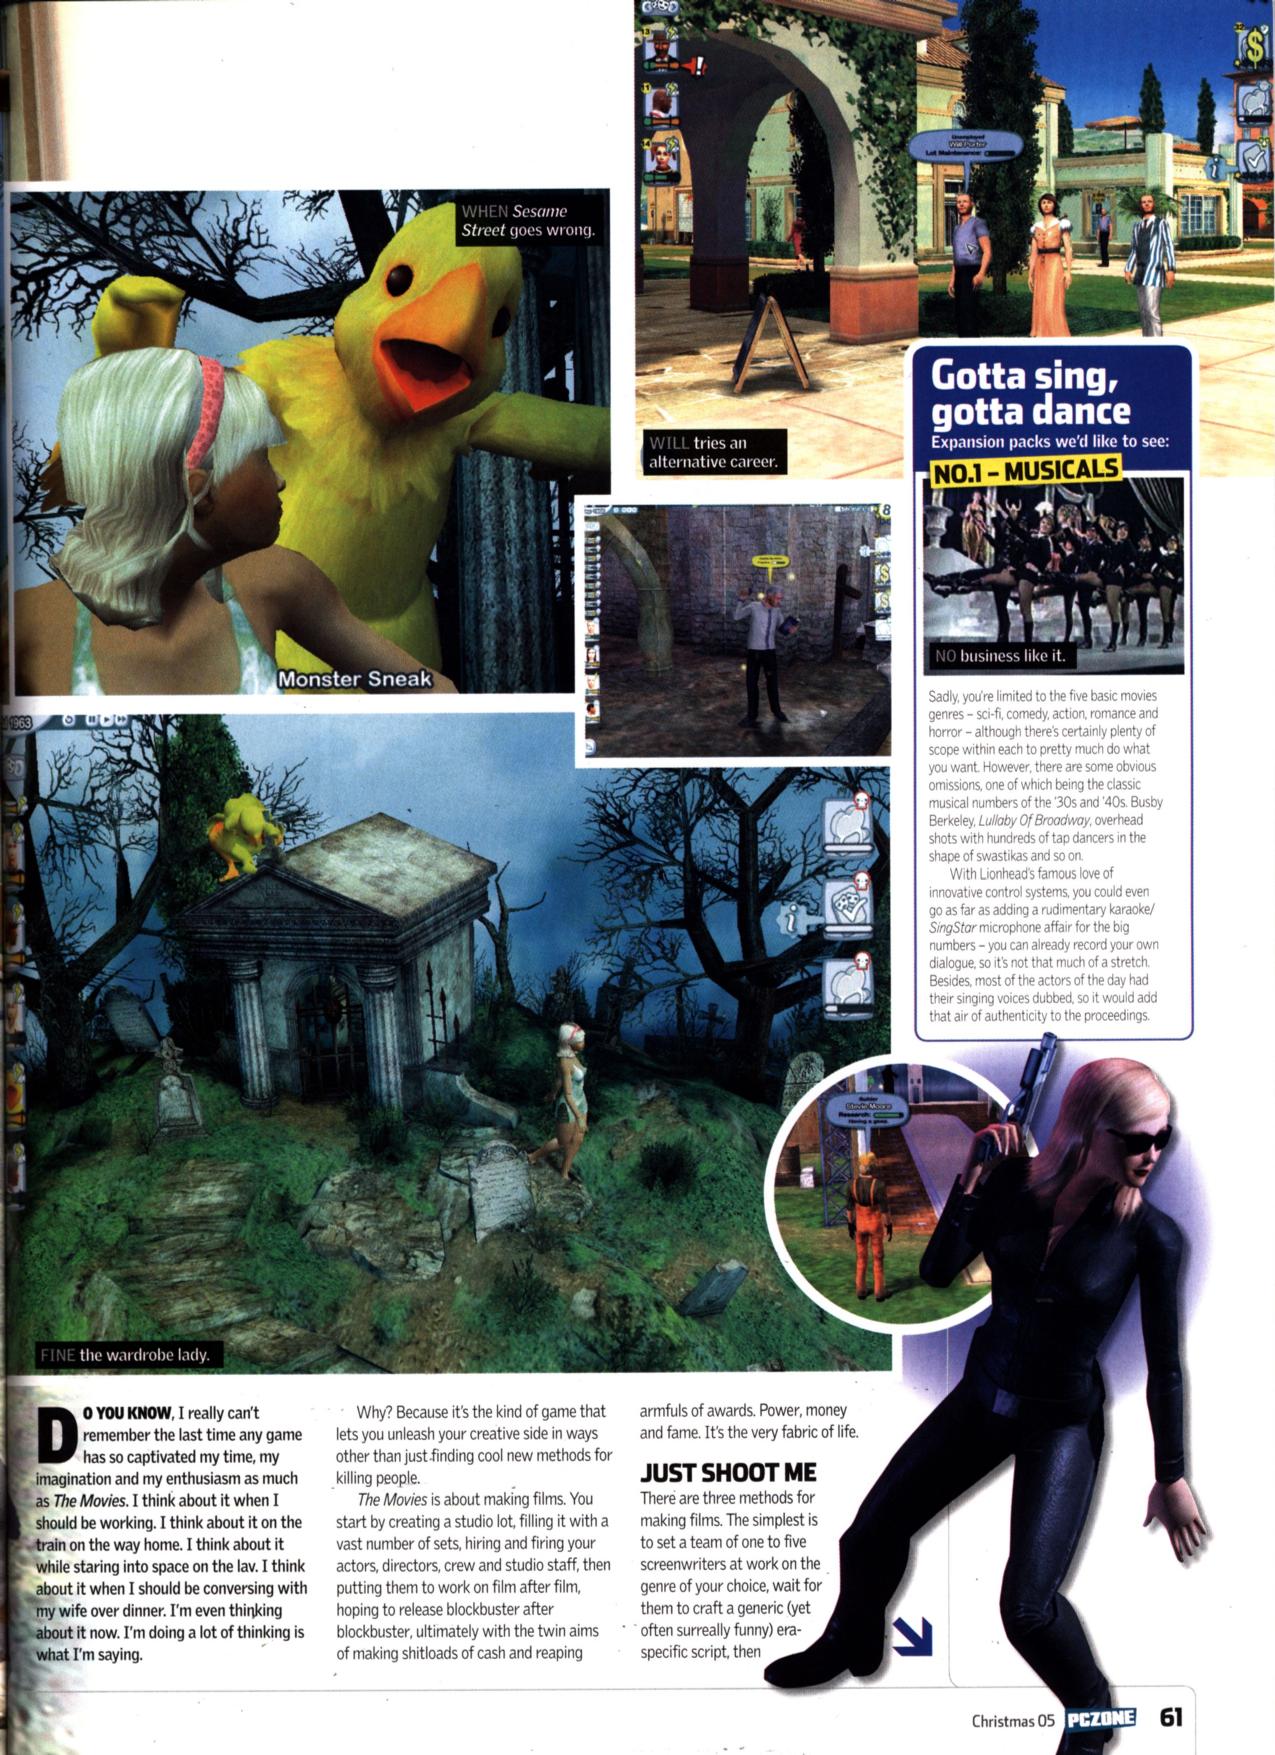 WHEN Sesame
Street goes wrong.
Monster Sneak
Unemployed
Will Porter
Lot Maintenance:
WILL tries an
alternative career.
Gotta sing,
gotta dance
Expansion packs we'd like to see:
NO.1 – MUSICALS
NO business like it.
Sadly, you're limited to the five basic movies
genres – sci-fi, comedy, action, romance and
horror – although there's certainly plenty of
scope within each to pretty much do what
you want. However, there are some obvious
omissions, one of which being the classic
musical numbers of the '30s and '40s. Busby
Berkeley, Lullaby Of Broadway, overhead
shots with hundreds of tap dancers in the
shape of swastikas and so on.
With Lionhead's famous love of
innovative control systems, you could even
go as far as adding a rudimentary karaoke/
SingStar microphone affair for the big
numbers – you can already record your own
dialogue, so it's not that much of a stretch.
Besides, most of the actors of the day had
their singing voices dubbed, so it would add
that air of authenticity to the proceedings.
1963
Builder
Stevie Moore
Research:
FINE the wardrobe lady.
DO YOU KNOW, I really can't
remember the last time any game
has so captivated my time, my
imagination and my enthusiasm as much
as The Movies. I think about it when I
should be working. I think about it on the
train on the way home. I think about it
while staring into space on the lav. I think
about it when I should be conversing with
my wife over dinner. I'm even thinking
about it now. I'm doing a lot of thinking is
what I'm saying.
Why? Because it's the kind of game that
lets you unleash your creative side in ways
other than just finding cool new methods for
killing people.
The Movies is about making films. You
start by creating a studio lot, filling it with a
vast number of sets, hiring and firing your
actors, directors, crew and studio staff, then
putting them to work on film after film,
hoping to release blockbuster after
blockbuster, ultimately with the twin aims
of making shitloads of cash and reaping
armfuls of awards. Power, money
and fame. It's the very fabric of life.
JUST SHOOT ME
There are three methods for
making films. The simplest is
to set a team of one to five
screenwriters at work on the
genre of your choice, wait for
them to craft a generic (yet
often surreally funny) era-
specific script, then
Christmas 05 PCZONE 61